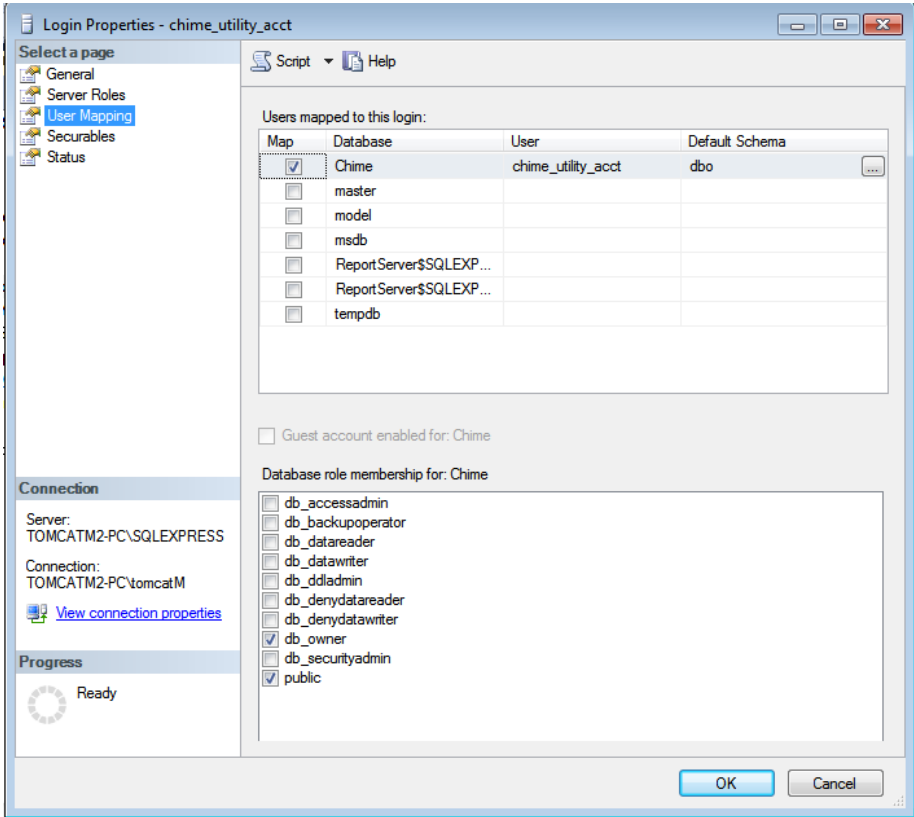 Login Properties - chime_utility_acct
Select a page
General
Server Roles
User Mapping
Securables
Status
Script
Help
Users mapped to this login:
Map Database User Default Schema
Chime chime_utility_acct dbo ...
master
model
msdb
ReportServer$SQLEXP...
ReportServer$SQLEXP...
tempdb
Guest account enabled for: Chime
Database role membership for: Chime
db_accessadmin
db_backupoperator
db_datareader
db_datawriter
db_ddladmin
db_denydatareader
db_denydatawriter
db_owner
db_securityadmin
public
Connection
Server:
TOMCATM2-PC\SQLEXPRESS
Connection:
TOMCATM2-PC\tomcatM
View connection properties
Progress
Ready
OK Cancel